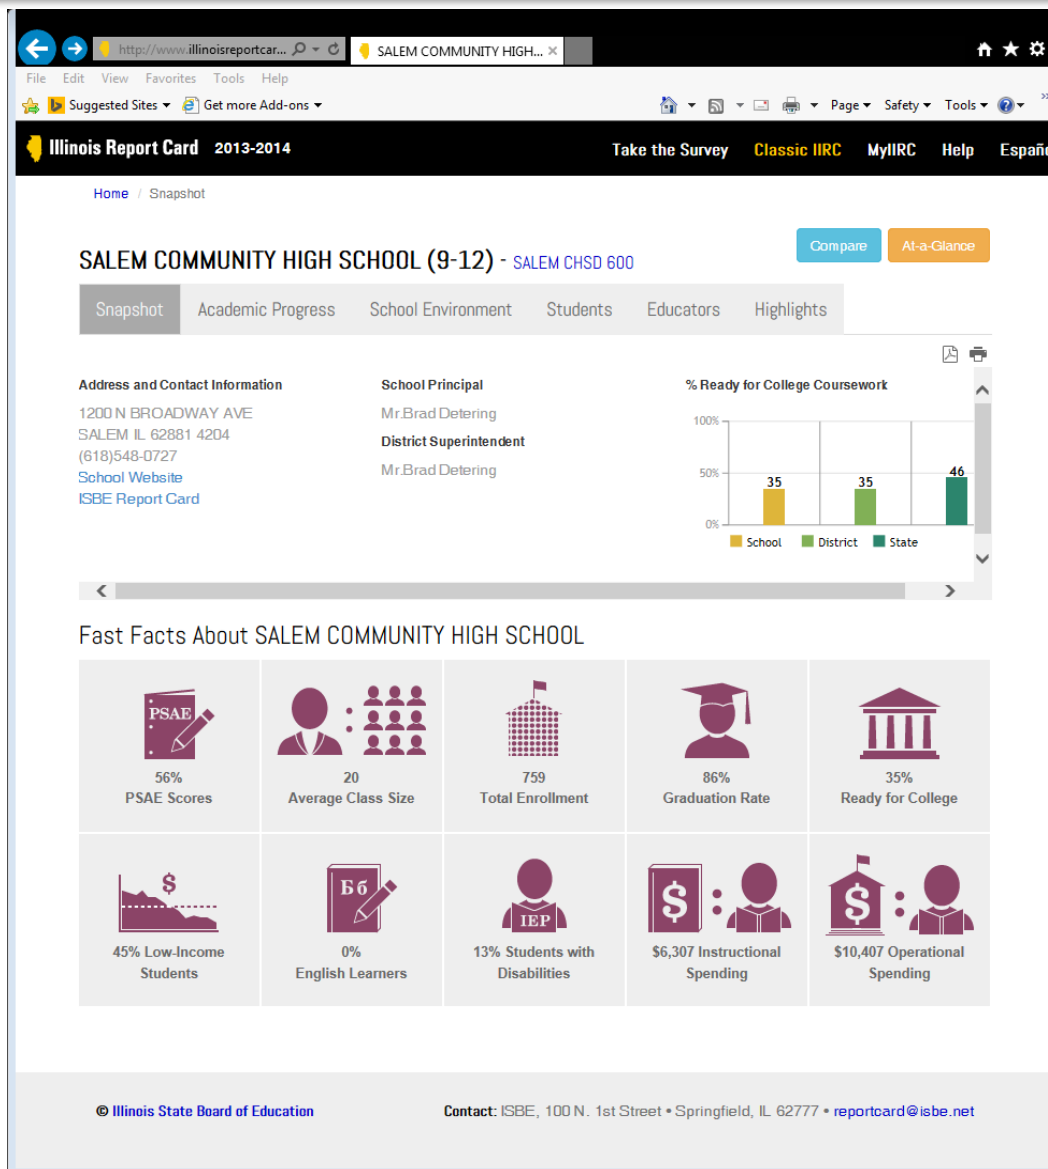 http://www.illinoisreportcar...
SALEM COMMUNITY HIGH...
File Edit View Favorites Tools Help
Suggested Sites Get more Add-ons Page Safety Tools
Illinois Report Card 2013-2014 Take the Survey Classic IIRC MyIIRC Help Españo
Home / Snapshot
Compare At-a-Glance
SALEM COMMUNITY HIGH SCHOOL (9-12) - SALEM CHSD 600
Snapshot Academic Progress School Environment Students Educators Highlights
Address and Contact Information
1200 N BROADWAY AVE
SALEM IL 62881 4204
(618)548-0727
School Website
ISBE Report Card
School Principal
Mr.Brad Detering
District Superintendent
Mr.Brad Detering
% Ready for College Coursework
100%
50%
0%
35 35 46
School District State
Fast Facts About SALEM COMMUNITY HIGH SCHOOL
PSAE
56%
PSAE Scores
20
Average Class Size
759
Total Enrollment
86%
Graduation Rate
35%
Ready for College
$
45% Low-Income
Students
Бб
0%
English Learners
IEP
13% Students with
Disabilities
$
$6,307 Instructional
Spending
$
$10,407 Operational
Spending
© Illinois State Board of Education
Contact: ISBE, 100 N. 1st Street • Springfield, IL 62777 • reportcard@isbe.net